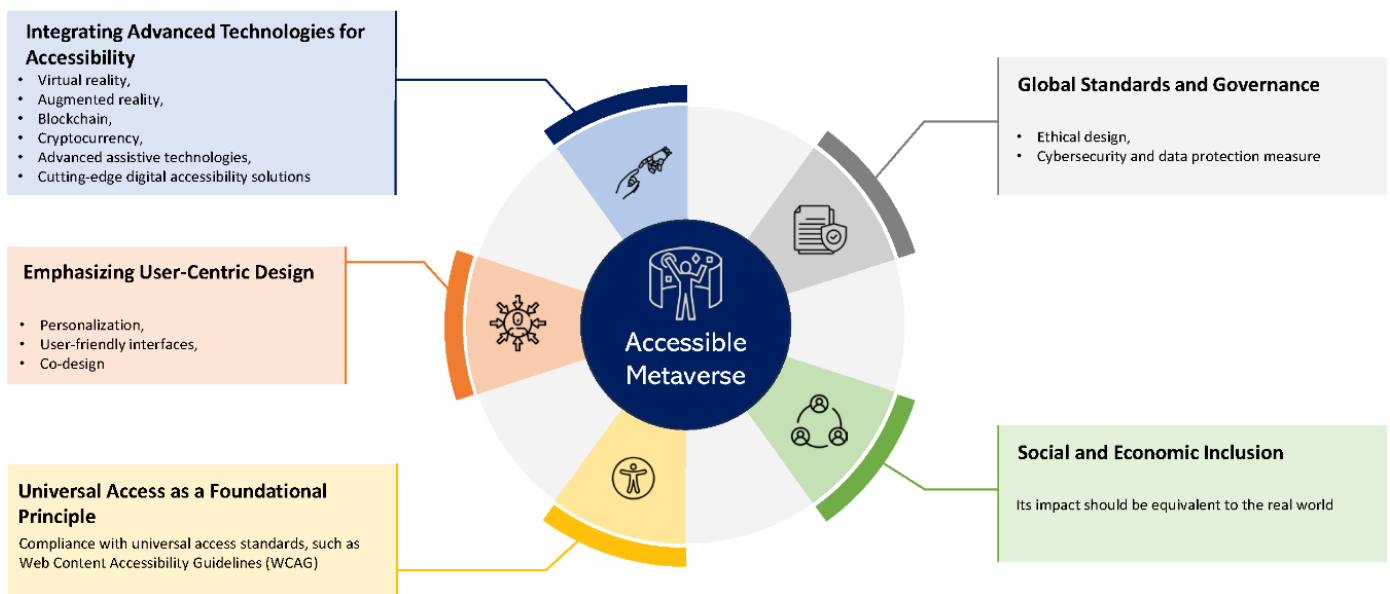 Integrating Advanced Technologies for
Accessibility
• Virtual reality,
• Augmented reality,
• Blockchain,
• Cryptocurrency,
• Advanced assistive technologies,
• Cutting-edge digital accessibility solutions
Global Standards and Governance
• Ethical design,
• Cybersecurity and data protection measure
Emphasizing User-Centric Design
• Personalization,
• User-friendly interfaces,
• Co-design
Accessible
Metaverse
Universal Access as a Foundational
Principle
Compliance with universal access standards, such as
Web Content Accessibility Guidelines (WCAG)
Social and Economic Inclusion
Its impact should be equivalent to the real world